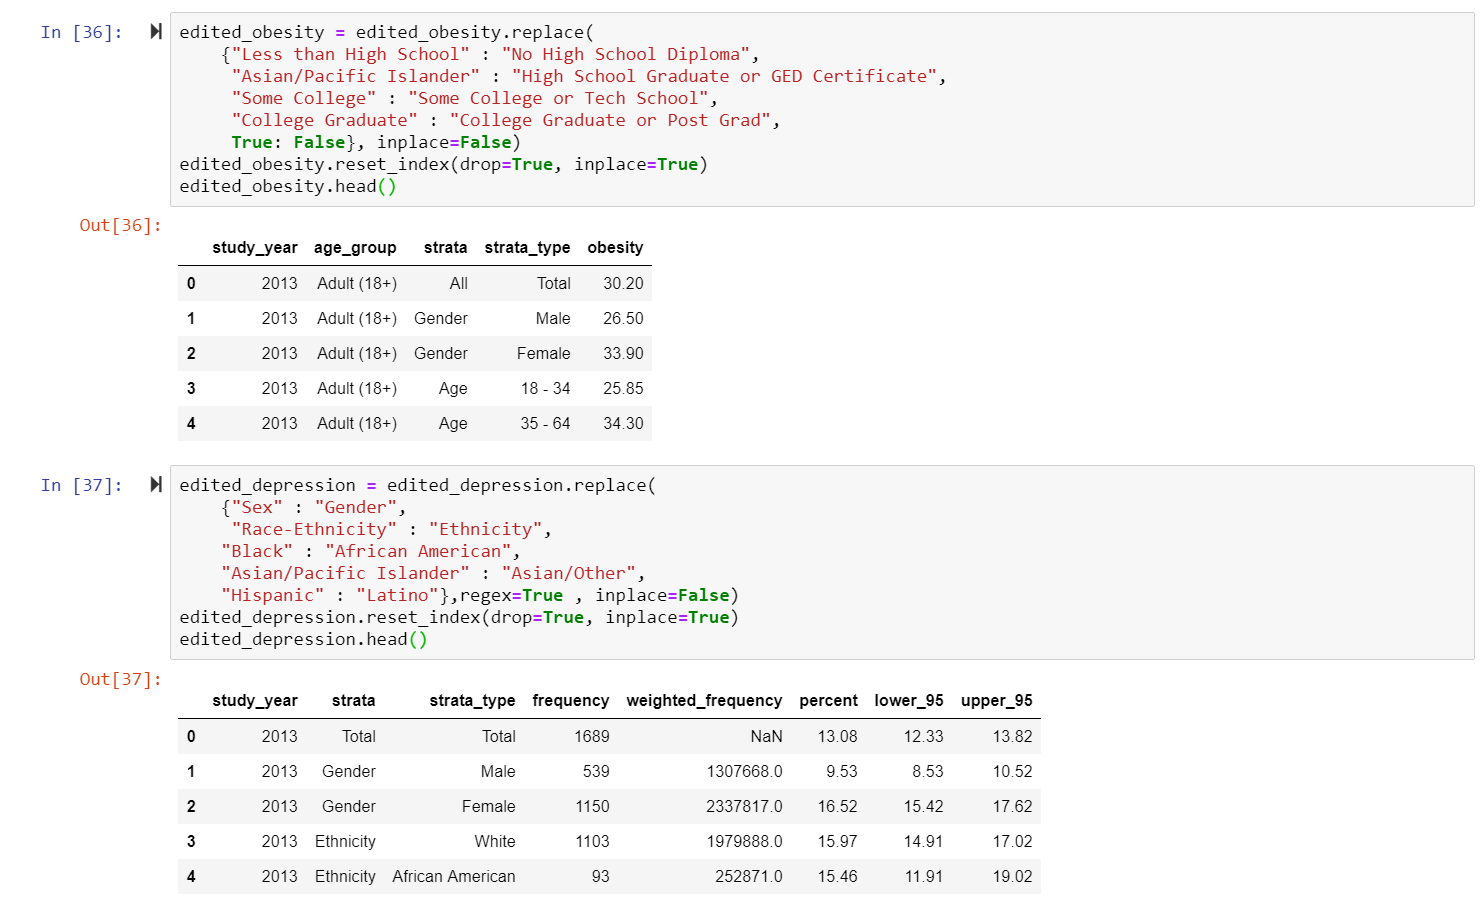 In [36]: edited_obesity = edited_obesity.replace(
{"Less than High School" : "No High School Diploma",
"Asian/Pacific Islander" : "High School Graduate or GED Certificate",
"Some College" : "Some College or Tech School",
"College Graduate" : "College Graduate or Post Grad",
True: False}, inplace=False)
edited_obesity.reset_index(drop=True, inplace=True)
edited_obesity.head()
Out[36]:
study_year age_group strata strata_type obesity
0 2013 Adult (18+) All Total 30.20
1 2013 Adult (18+) Gender Male 26.50
2 2013 Adult (18+) Gender Female 33.90
3 2013 Adult (18+) Age 18 - 34 25.85
4 2013 Adult (18+) Age 35 - 64 34.30
In [37]: edited_depression = edited_depression.replace(
{"Sex" : "Gender",
"Race-Ethnicity" : "Ethnicity",
"Black" : "African American",
"Asian/Pacific Islander" : "Asian/Other",
"Hispanic" : "Latino"},regex=True , inplace=False)
edited_depression.reset_index(drop=True, inplace=True)
edited_depression.head()
Out[37]:
study_year strata strata_type frequency weighted_frequency percent lower_95 upper_95
0 2013 Total Total 1689 NaN 13.08 12.33 13.82
1 2013 Gender Male 539 1307668.0 9.53 8.53 10.52
2 2013 Gender Female 1150 2337817.0 16.52 15.42 17.62
3 2013 Ethnicity White 1103 1979888.0 15.97 14.91 17.02
4 2013 Ethnicity African American 93 252871.0 15.46 11.91 19.02